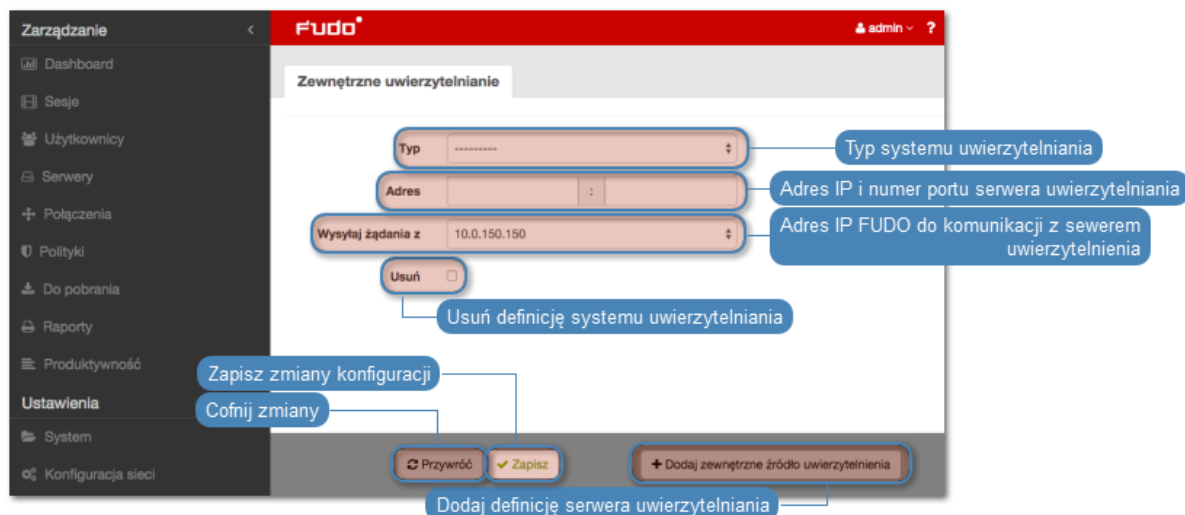 Zarządzanie
FUDO
admin
?
Dashboard
Sesje
Użytkownicy
Serwery
Połączenia
Polityki
Do pobrania
Raporty
Produktywność
Ustawienia
System
Konfiguracja sieci
Zewnętrzne uwierzytelnianie
Typ
---------
Typ systemu uwierzytelniania
Adres
:
Adres IP i numer portu serwera uwierzytelniania
Wysyłaj żądania z
10.0.150.150
Adres IP FUDO do komunikacji z sewerem
uwierzytelnienia
Usuń
Usuń definicję systemu uwierzytelniania
Zapisz zmiany konfiguracji
Cofnij zmiany
Przywróć
Zapisz
+ Dodaj zewnętrzne źródło uwierzytelnienia
Dodaj definicję serwera uwierzytelniania